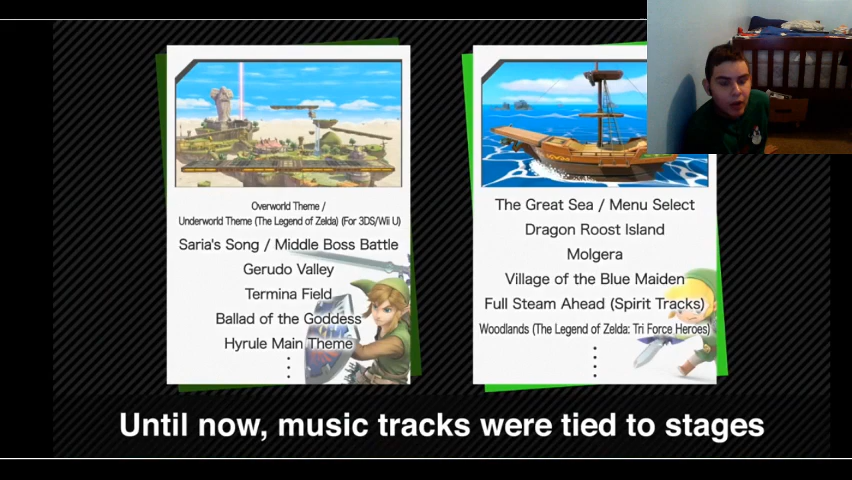 Overworld Theme /
Underworld Theme (The Legend of Zelda) (For 3DS/Wii U)
Saria's Song / Middle Boss Battle
Gerudo Valley
Termina Field
Ballad of the Goddess
Hyrule Main Theme
The Great Sea / Menu Select
Dragon Roost Island
Molgera
Village of the Blue Maiden
Full Steam Ahead (Spirit Tracks)
Woodlands (The Legend of Zelda: Tri Force Heroes)
Until now, music tracks were tied to stages